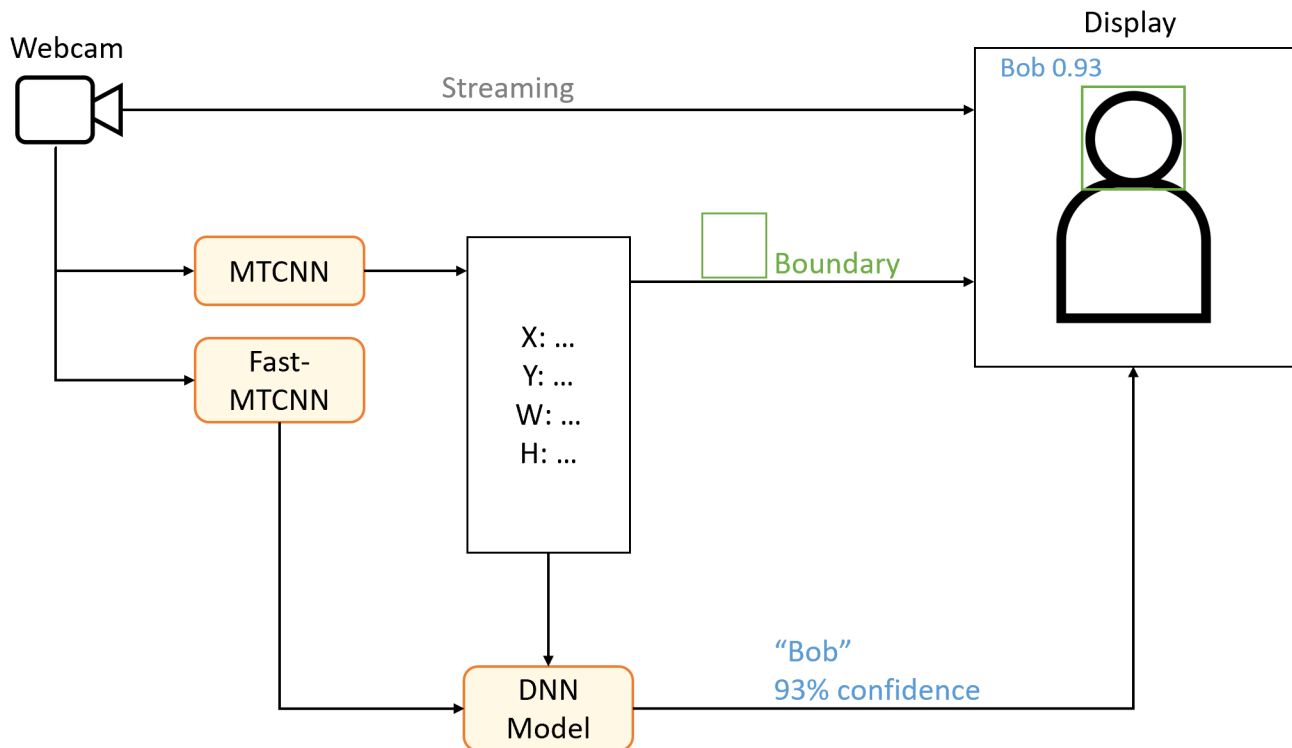 Webcam
Display
Streaming
Bob 0.93
MTCNN
Boundary
Fast-
MTCNN
X: ...
Y: ...
W: ...
H: ...
“Bob”
93% confidence
DNN
Model